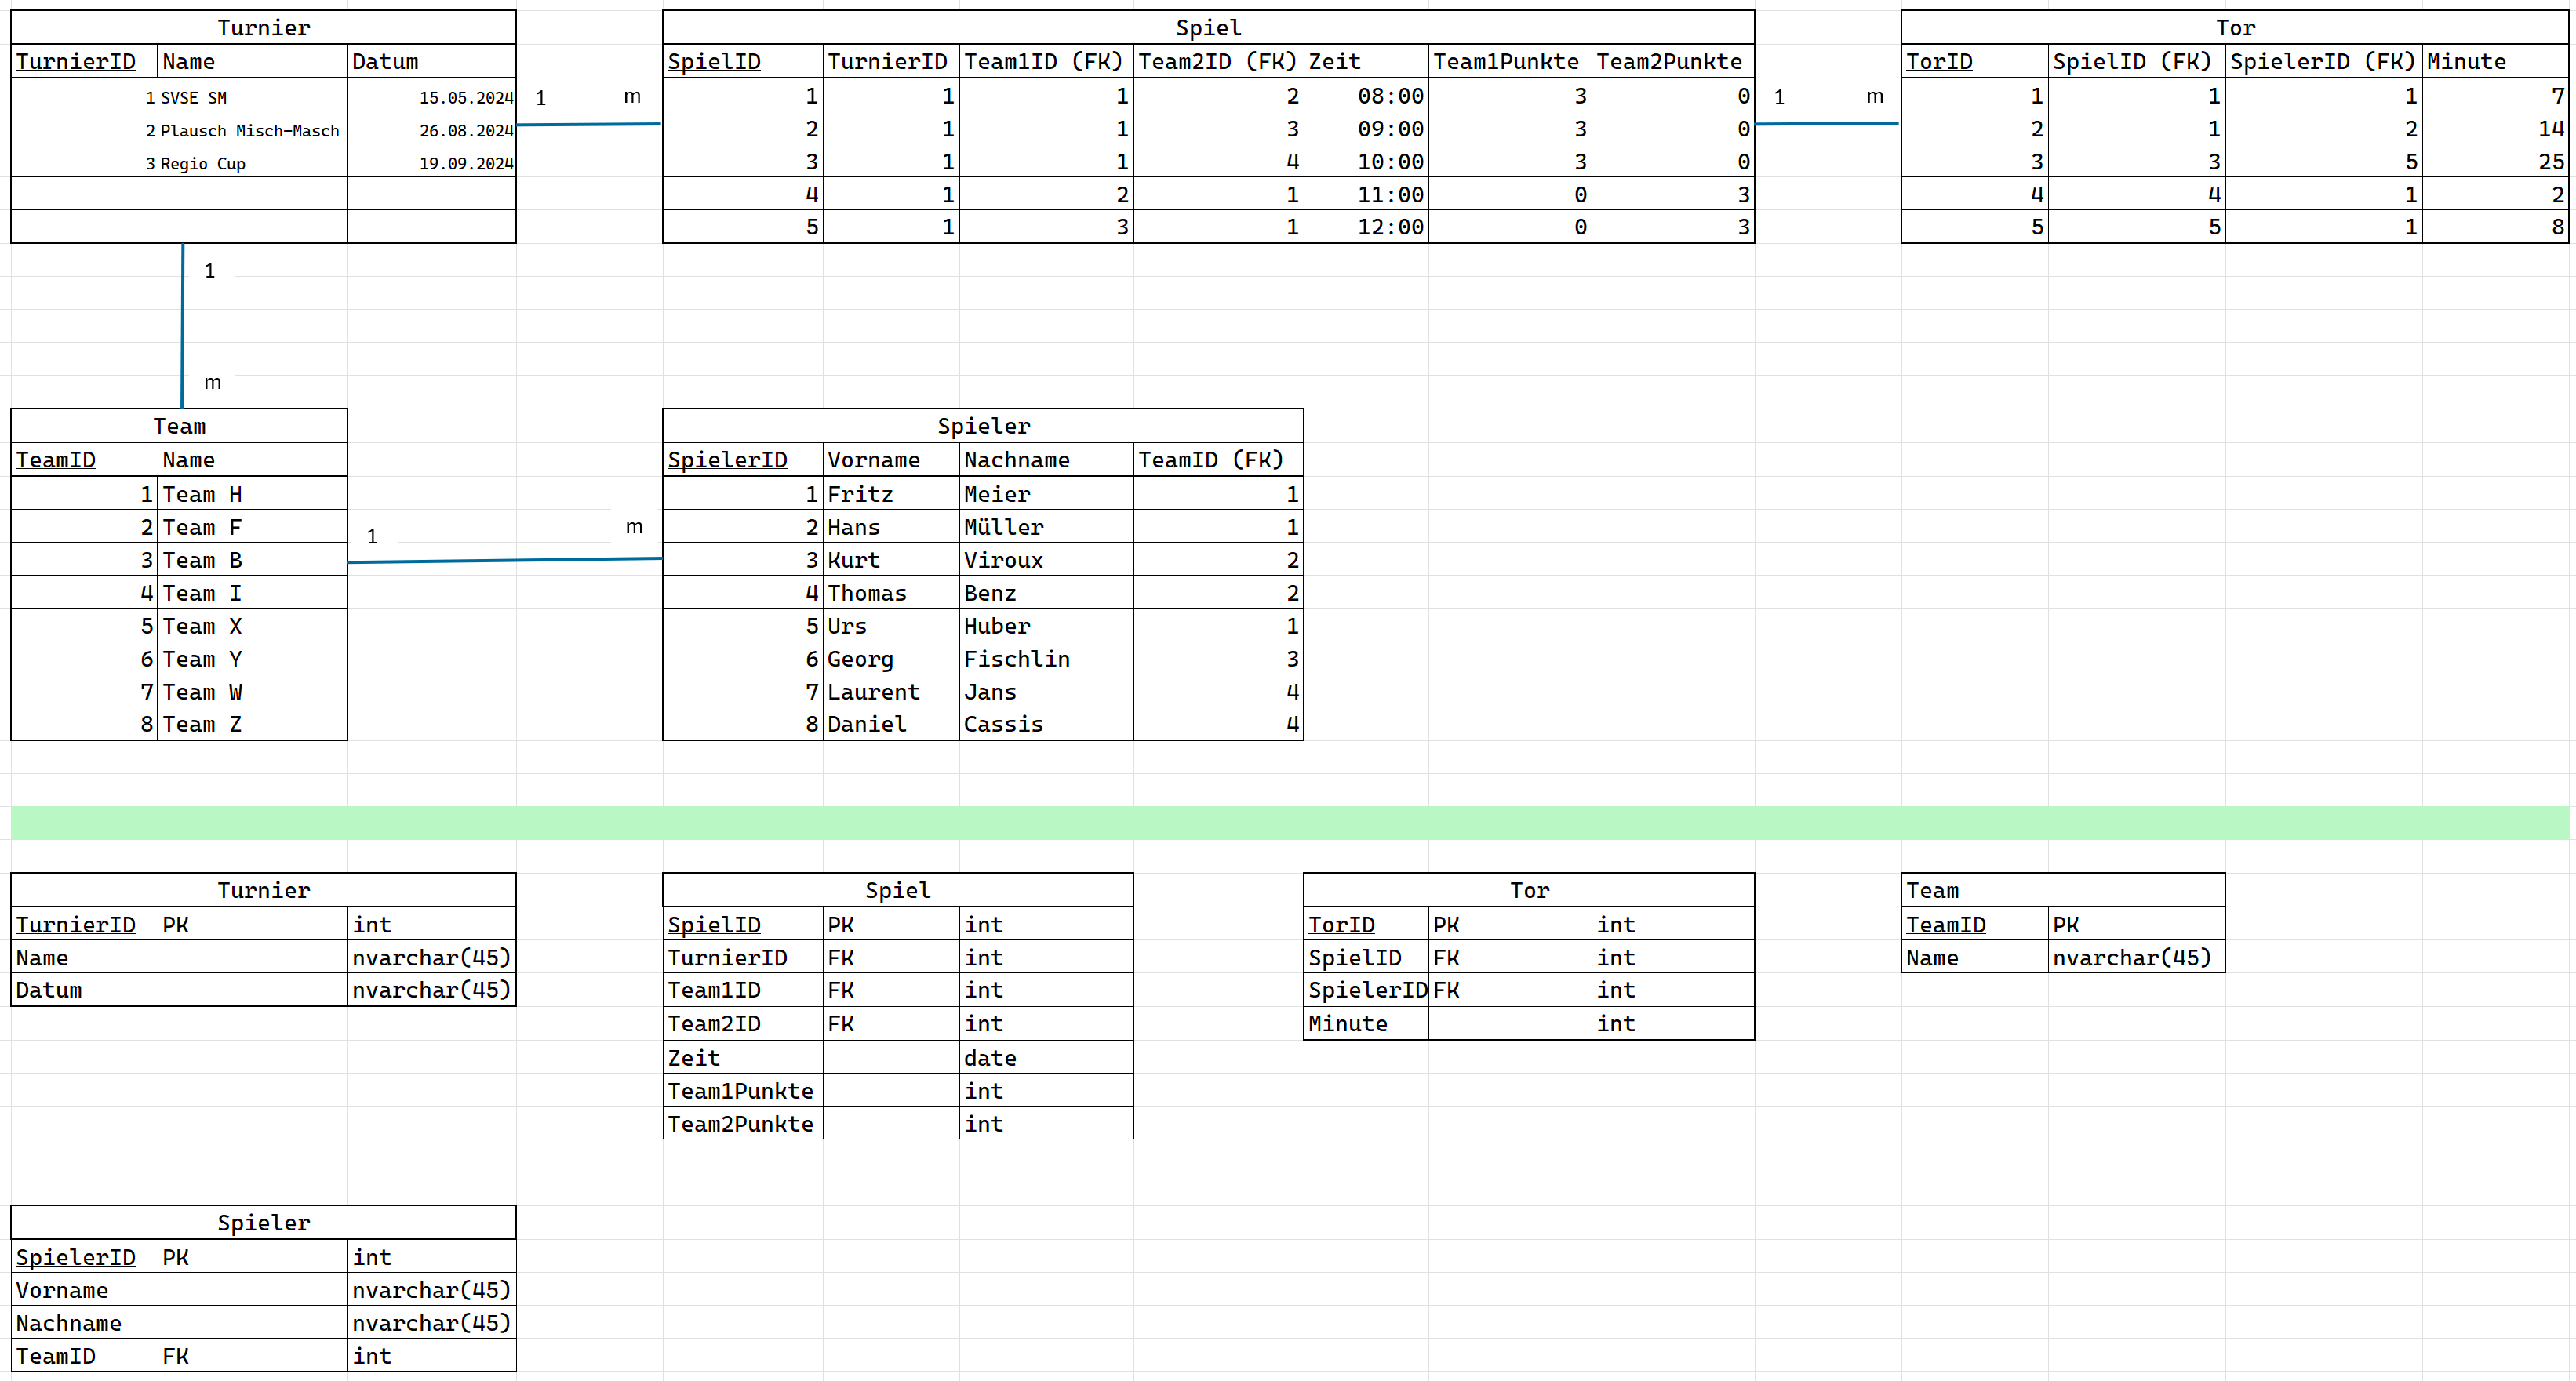 Turnier
TurnierID Name Datum
1 SVSE SM 15.05.2024
2 Plausch Misch-Masch 26.08.2024
3 Regio Cup 19.09.2024
1 m
Spiel
SpielID TurnierID Team1ID (FK) Team2ID (FK) Zeit Team1Punkte Team2Punkte
1 1 1 2 08:00 3 0
2 1 1 3 09:00 3 0
3 1 1 4 10:00 3 0
4 1 2 1 11:00 0 3
5 1 3 1 12:00 0 3
1 m
Tor
TorID SpielID (FK) SpielerID (FK) Minute
1 1 1 7
2 1 2 14
3 3 5 25
4 4 1 2
5 5 1 8
1
m
Team
TeamID Name
1 Team H
2 Team F
3 Team B
4 Team I
5 Team X
6 Team Y
7 Team W
8 Team Z
1 m
Spieler
SpielerID Vorname Nachname TeamID (FK)
1 Fritz Meier 1
2 Hans Müller 1
3 Kurt Viroux 2
4 Thomas Benz 2
5 Urs Huber 1
6 Georg Fischlin 3
7 Laurent Jans 4
8 Daniel Cassis 4
Turnier
TurnierID PK int
Name nvarchar(45)
Datum nvarchar(45)
Spiel
SpielID PK int
TurnierID FK int
Team1ID FK int
Team2ID FK int
Zeit date
Team1Punkte int
Team2Punkte int
Tor
TorID PK int
SpielID FK int
SpielerID FK int
Minute int
Team
TeamID PK
Name nvarchar(45)
Spieler
SpielerID PK int
Vorname nvarchar(45)
Nachname nvarchar(45)
TeamID FK int